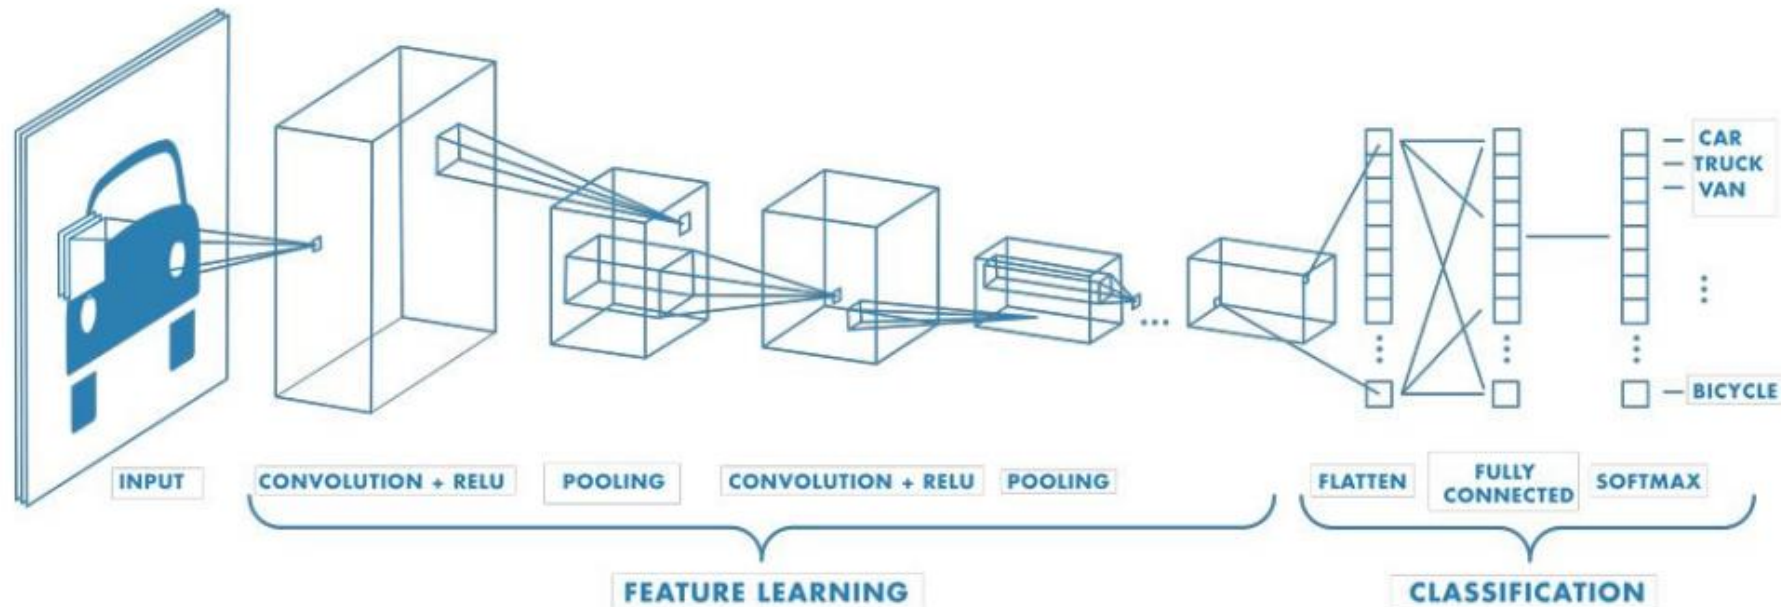 CAR
TRUCK
VAN
BICYCLE
INPUT
CONVOLUTION + RELU
POOLING
CONVOLUTION + RELU
POOLING
FLATTEN
FULLY
CONNECTED
SOFTMAX
FEATURE LEARNING
CLASSIFICATION